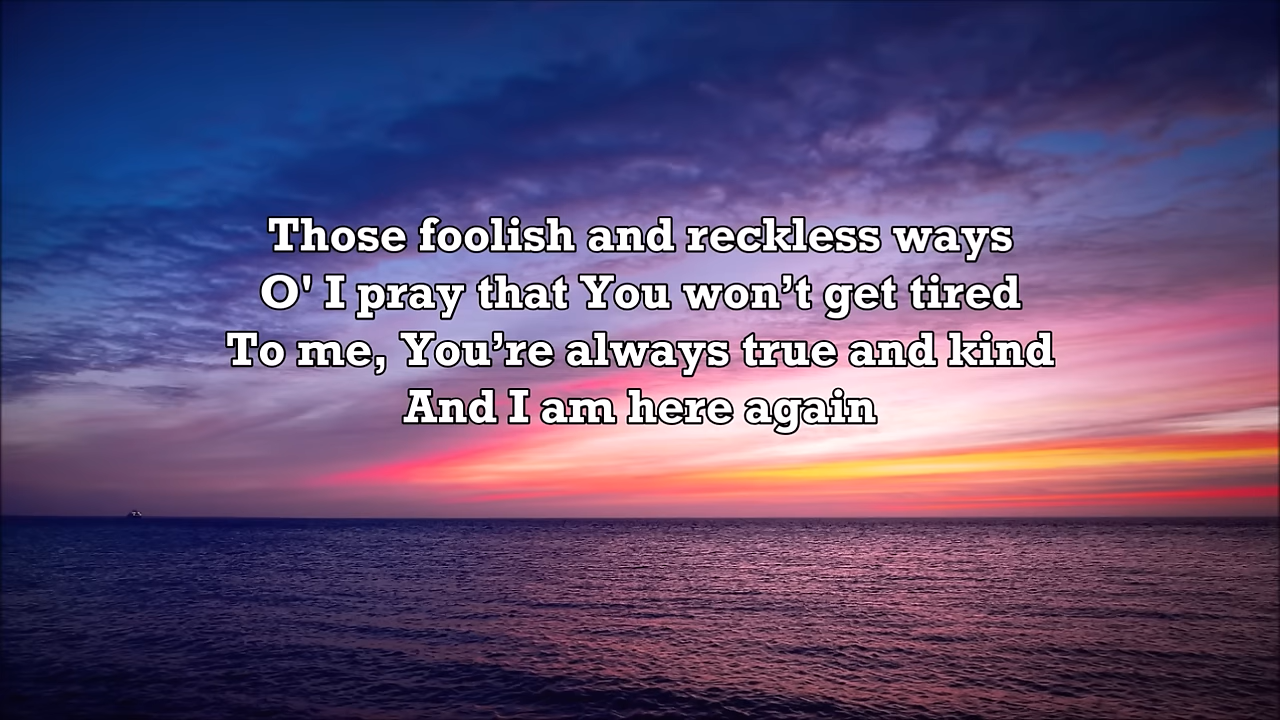 Those foolish and reckless ways
O' I pray that You won’t get tired
To me, You’re always true and kind
And I am here again